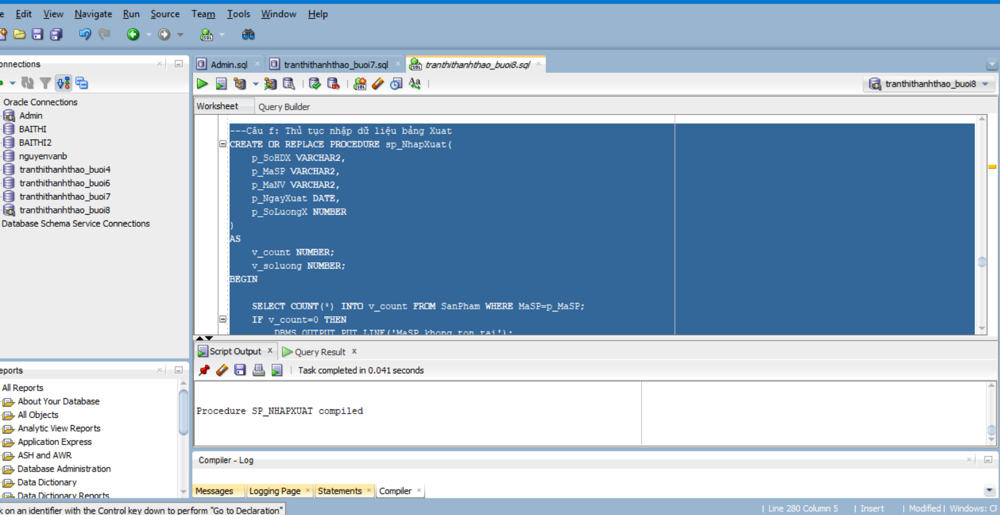 Edit View Navigate Run Source Team Tools Window Help
Admin.sql tranthithanhthao_buoi7.sql tranthithanhthao_buoi8.sql
tranthithanhthao_buoi8
Oracle Connections
Admin
BAITHI
BAITHI2
nguyenvanb
tranthithanhthao_buoi4
tranthithanhthao_buoi6
tranthithanhthao_buoi7
tranthithanhthao_buoi8
Database Schema Service Connections
Worksheet Query Builder
---Câu f: Thủ tục nhập dữ liệu bảng Xuat
CREATE OR REPLACE PROCEDURE sp_NhapXuat(
p_SoHDX VARCHAR2,
p_MaSP VARCHAR2,
p_MaNV VARCHAR2,
p_NgayXuat DATE,
p_SoLuongX NUMBER
)
AS
v_count NUMBER;
v_soluong NUMBER;
BEGIN
SELECT COUNT(*) INTO v_count FROM SanPham WHERE MaSP=p_MaSP;
IF v_count=0 THEN
DBMS_OUTPUT.PUT_LINE('MaSP khong ton tai');
Script Output x Query Result x
Task completed in 0.041 seconds
Procedure SP_NHAPXUAT compiled
All Reports
About Your Database
All Objects
Analytic View Reports
Application Express
ASH and AWR
Database Administration
Data Dictionary
Data Dictionary Reports
Compiler - Log
Messages Logging Page Statements Compiler
on an identifier with the Control key down to perform "Go to Declaration"
Line 280 Column 5 | Insert | Modified | Windows: